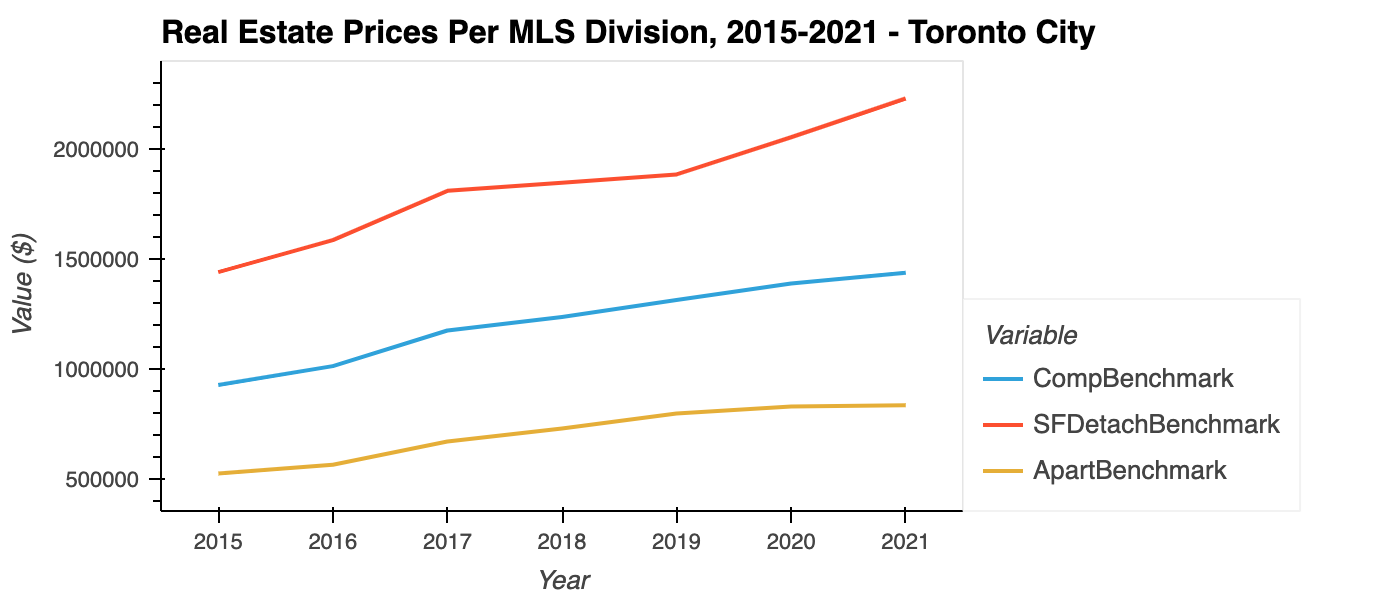 Real Estate Prices Per MLS Division, 2015-2021 - Toronto City
Value ($)
2000000
1500000
1000000
500000
2015 2016 2017 2018 2019 2020 2021
Year
Variable
CompBenchmark
SFDetachBenchmark
ApartBenchmark